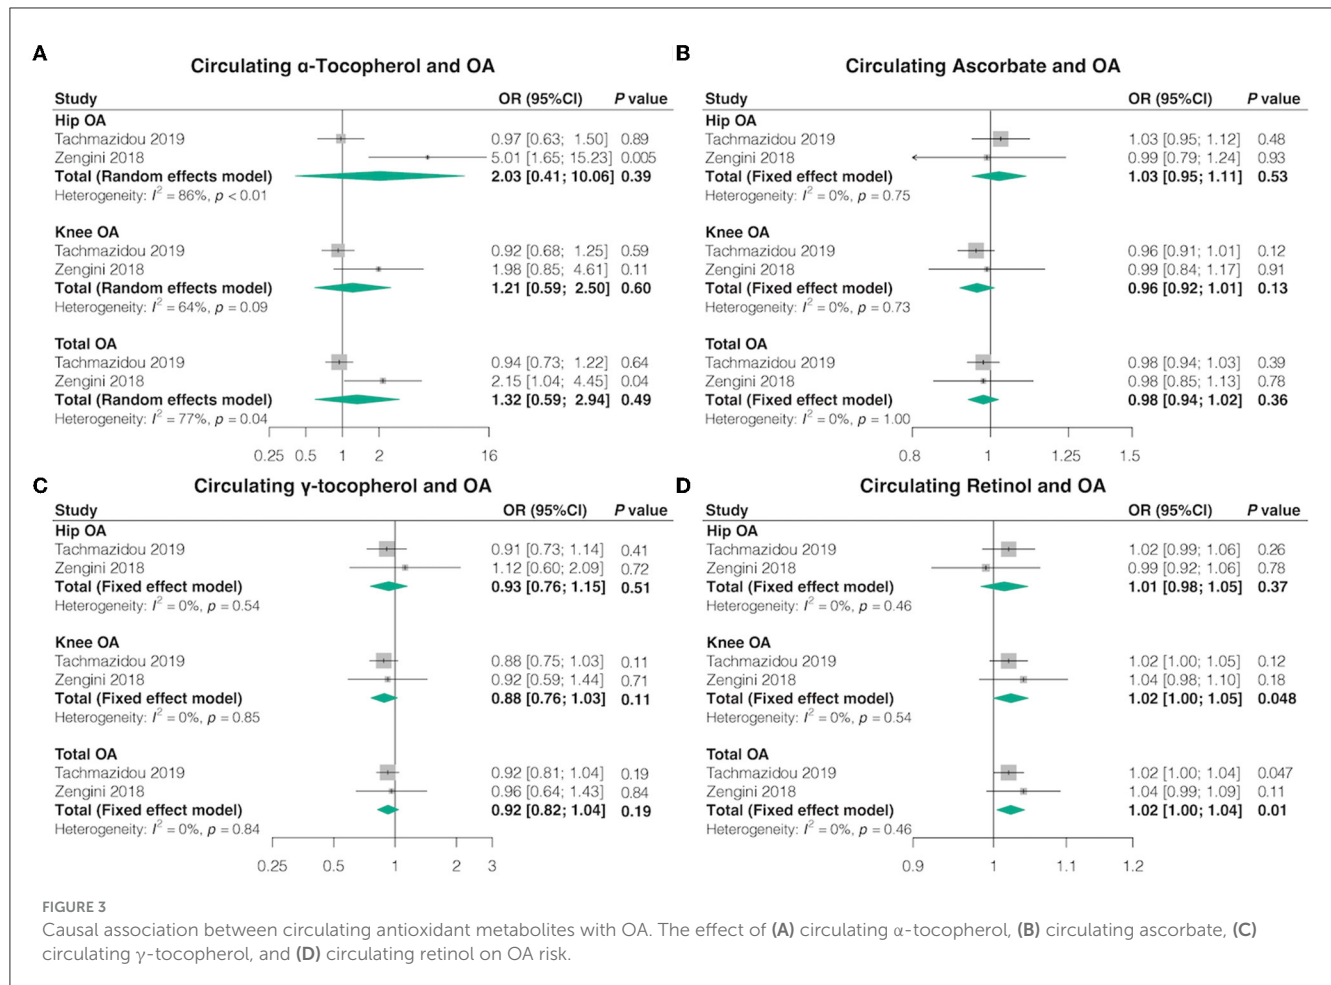 A
Circulating α-Tocopherol and OA
Study OR (95%CI) P value
Hip OA
Tachmazidou 2019 0.97 [0.63; 1.50] 0.89
Zengini 2018 5.01 [1.65; 15.23] 0.005
Total (Random effects model) 2.03 [0.41; 10.06] 0.39
Heterogeneity: I² = 86%, p < 0.01
Knee OA
Tachmazidou 2019 0.92 [0.68; 1.25] 0.59
Zengini 2018 1.98 [0.85; 4.61] 0.11
Total (Random effects model) 1.21 [0.59; 2.50] 0.60
Heterogeneity: I² = 64%, p = 0.09
Total OA
Tachmazidou 2019 0.94 [0.73; 1.22] 0.64
Zengini 2018 2.15 [1.04; 4.45] 0.04
Total (Random effects model) 1.32 [0.59; 2.94] 0.49
Heterogeneity: I² = 77%, p = 0.04
0.25 0.5 1 2 16
B
Circulating Ascorbate and OA
Study OR (95%CI) P value
Hip OA
Tachmazidou 2019 1.03 [0.95; 1.12] 0.48
Zengini 2018 0.99 [0.79; 1.24] 0.93
Total (Fixed effect model) 1.03 [0.95; 1.11] 0.53
Heterogeneity: I² = 0%, p = 0.75
Knee OA
Tachmazidou 2019 0.96 [0.91; 1.01] 0.12
Zengini 2018 0.99 [0.84; 1.17] 0.91
Total (Fixed effect model) 0.96 [0.92; 1.01] 0.13
Heterogeneity: I² = 0%, p = 0.73
Total OA
Tachmazidou 2019 0.98 [0.94; 1.03] 0.39
Zengini 2018 0.98 [0.85; 1.13] 0.78
Total (Fixed effect model) 0.98 [0.94; 1.02] 0.36
Heterogeneity: I² = 0%, p = 1.00
0.8 1 1.25 1.5
C
Circulating γ-tocopherol and OA
Study OR (95%CI) P value
Hip OA
Tachmazidou 2019 0.91 [0.73; 1.14] 0.41
Zengini 2018 1.12 [0.60; 2.09] 0.72
Total (Fixed effect model) 0.93 [0.76; 1.15] 0.51
Heterogeneity: I² = 0%, p = 0.54
Knee OA
Tachmazidou 2019 0.88 [0.75; 1.03] 0.11
Zengini 2018 0.92 [0.59; 1.44] 0.71
Total (Fixed effect model) 0.88 [0.76; 1.03] 0.11
Heterogeneity: I² = 0%, p = 0.85
Total OA
Tachmazidou 2019 0.92 [0.81; 1.04] 0.19
Zengini 2018 0.96 [0.64; 1.43] 0.84
Total (Fixed effect model) 0.92 [0.82; 1.04] 0.19
Heterogeneity: I² = 0%, p = 0.84
0.25 0.5 1 2 3
D
Circulating Retinol and OA
Study OR (95%CI) P value
Hip OA
Tachmazidou 2019 1.02 [0.99; 1.06] 0.26
Zengini 2018 0.99 [0.92; 1.06] 0.78
Total (Fixed effect model) 1.01 [0.98; 1.05] 0.37
Heterogeneity: I² = 0%, p = 0.46
Knee OA
Tachmazidou 2019 1.02 [1.00; 1.05] 0.12
Zengini 2018 1.04 [0.98; 1.10] 0.18
Total (Fixed effect model) 1.02 [1.00; 1.05] 0.048
Heterogeneity: I² = 0%, p = 0.54
Total OA
Tachmazidou 2019 1.02 [1.00; 1.04] 0.047
Zengini 2018 1.04 [0.99; 1.09] 0.11
Total (Fixed effect model) 1.02 [1.00; 1.04] 0.01
Heterogeneity: I² = 0%, p = 0.46
0.9 1 1.1 1.2
FIGURE 3
Causal association between circulating antioxidant metabolites with OA. The effect of (A) circulating α-tocopherol, (B) circulating ascorbate, (C)
circulating γ-tocopherol, and (D) circulating retinol on OA risk.